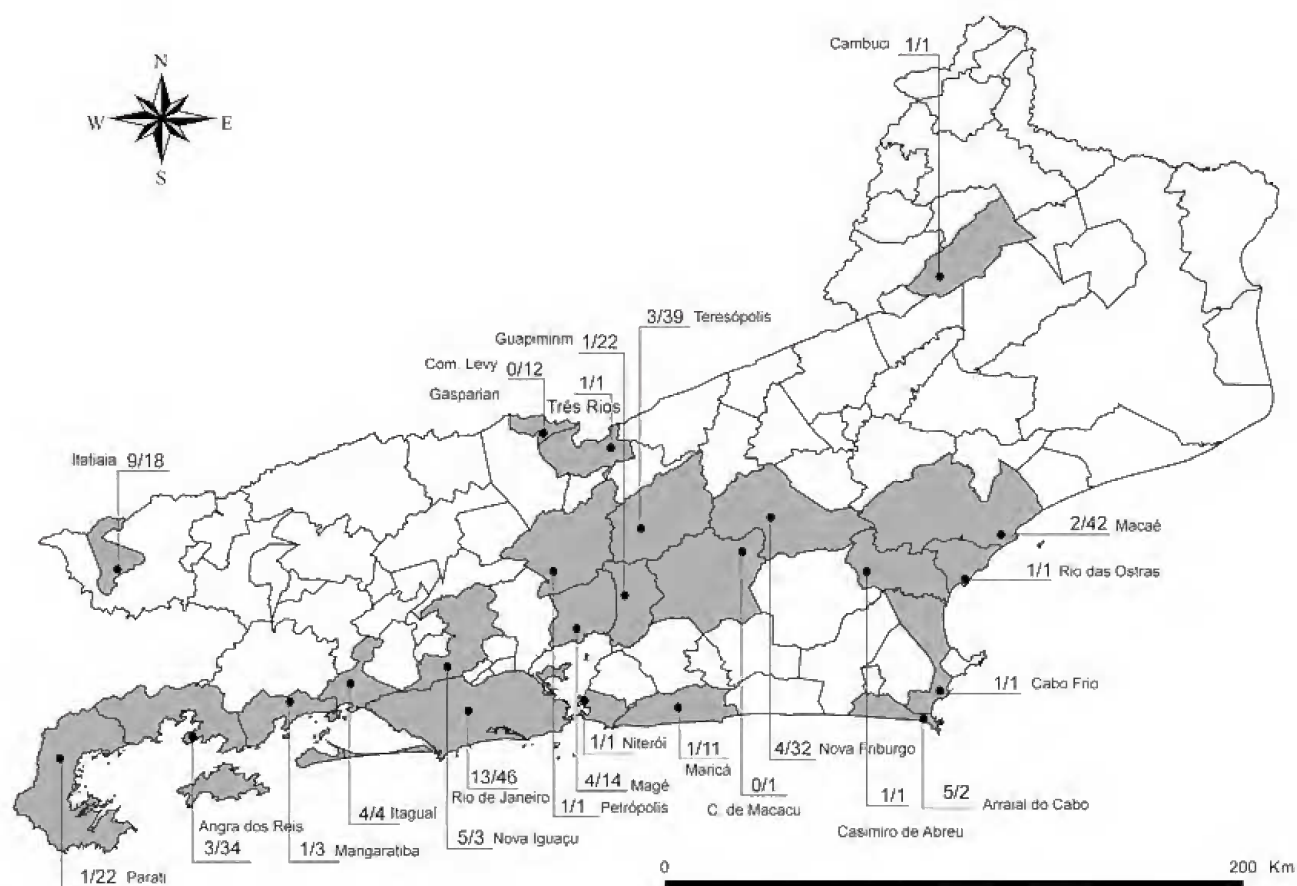 Cambuci 1/1
N
W E
S
3/39 Teresópolis
Guapimirim 1/22
Com. Levy 0/12
Gasparian
1/1
Três Rios
Itatiaia 9/18
2/42 Macaé
1/1 Rio das Ostras
1/1 Cabo Frio
1/1 Niterói
1/11
Maricá
4/32 Nova Friburgo
13/46
Rio de Janeiro
4/14 Magé
0/1
C. de Macacu
5/2
Arraial do Cabo
1/1
Casimiro de Abreu
1/1 Petrópolis
4/4 Itaguaí
Angra dos Reis
3/34
5/3 Nova Iguaçu
1/3 Mangaratiba
1/22 Parati
0 200 Km